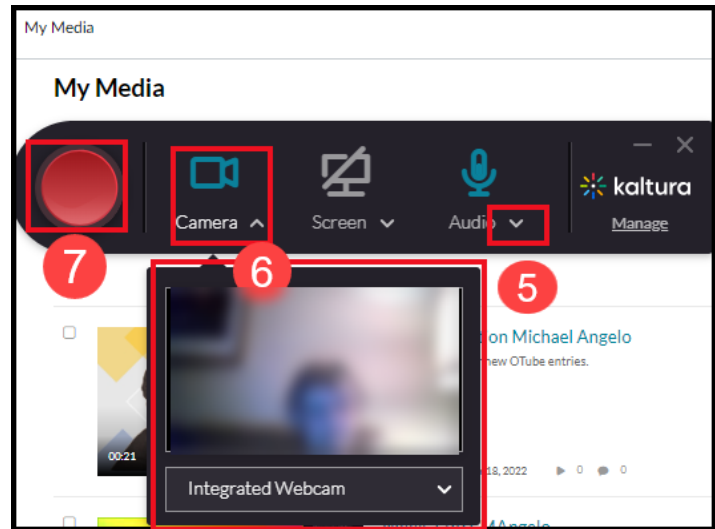 My Media
My Media
kaltura
Camera
Screen
Audio
Manage
7
6
5
on Michael Angelo
new OTube entries.
00:21
18, 2022
0
0
Integrated Webcam
MAngelo